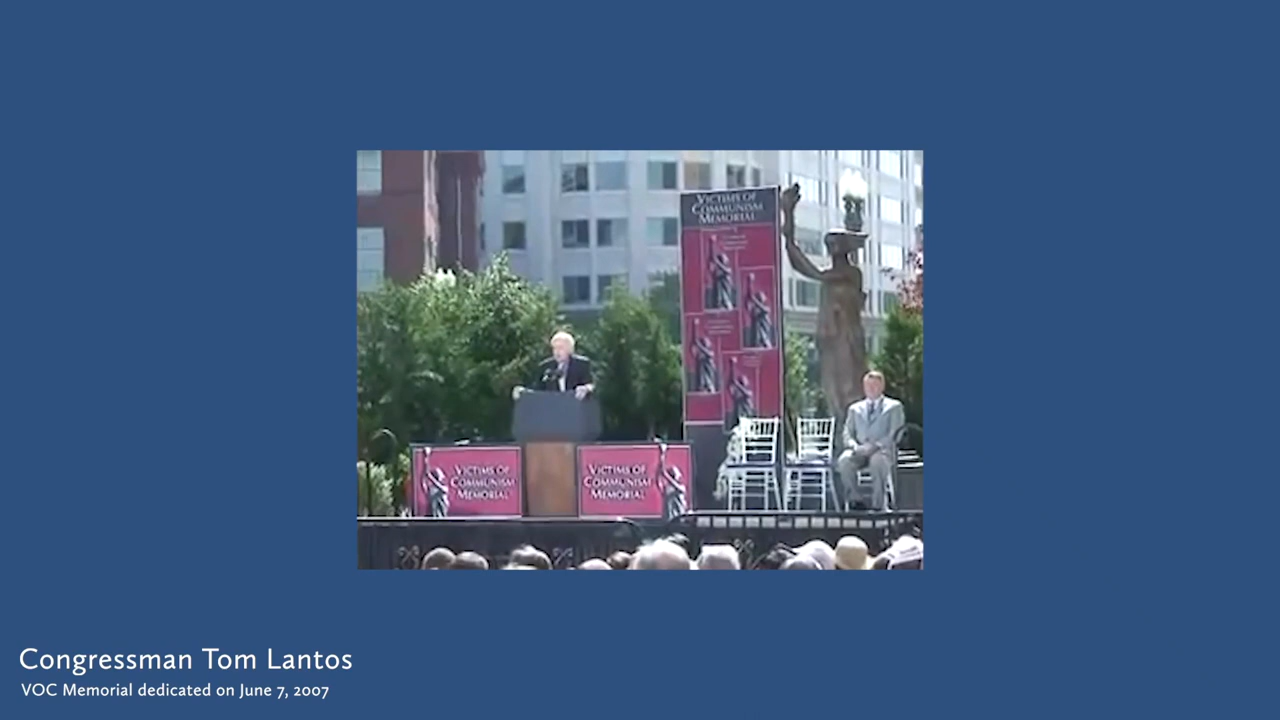 VICTIMS OF
COMMUNISM
MEMORIAL
VICTIMS OF
COMMUNISM
MEMORIAL
VICTIMS OF
COMMUNISM
MEMORIAL
Congressman Tom Lantos
VOC Memorial dedicated on June 7, 2007